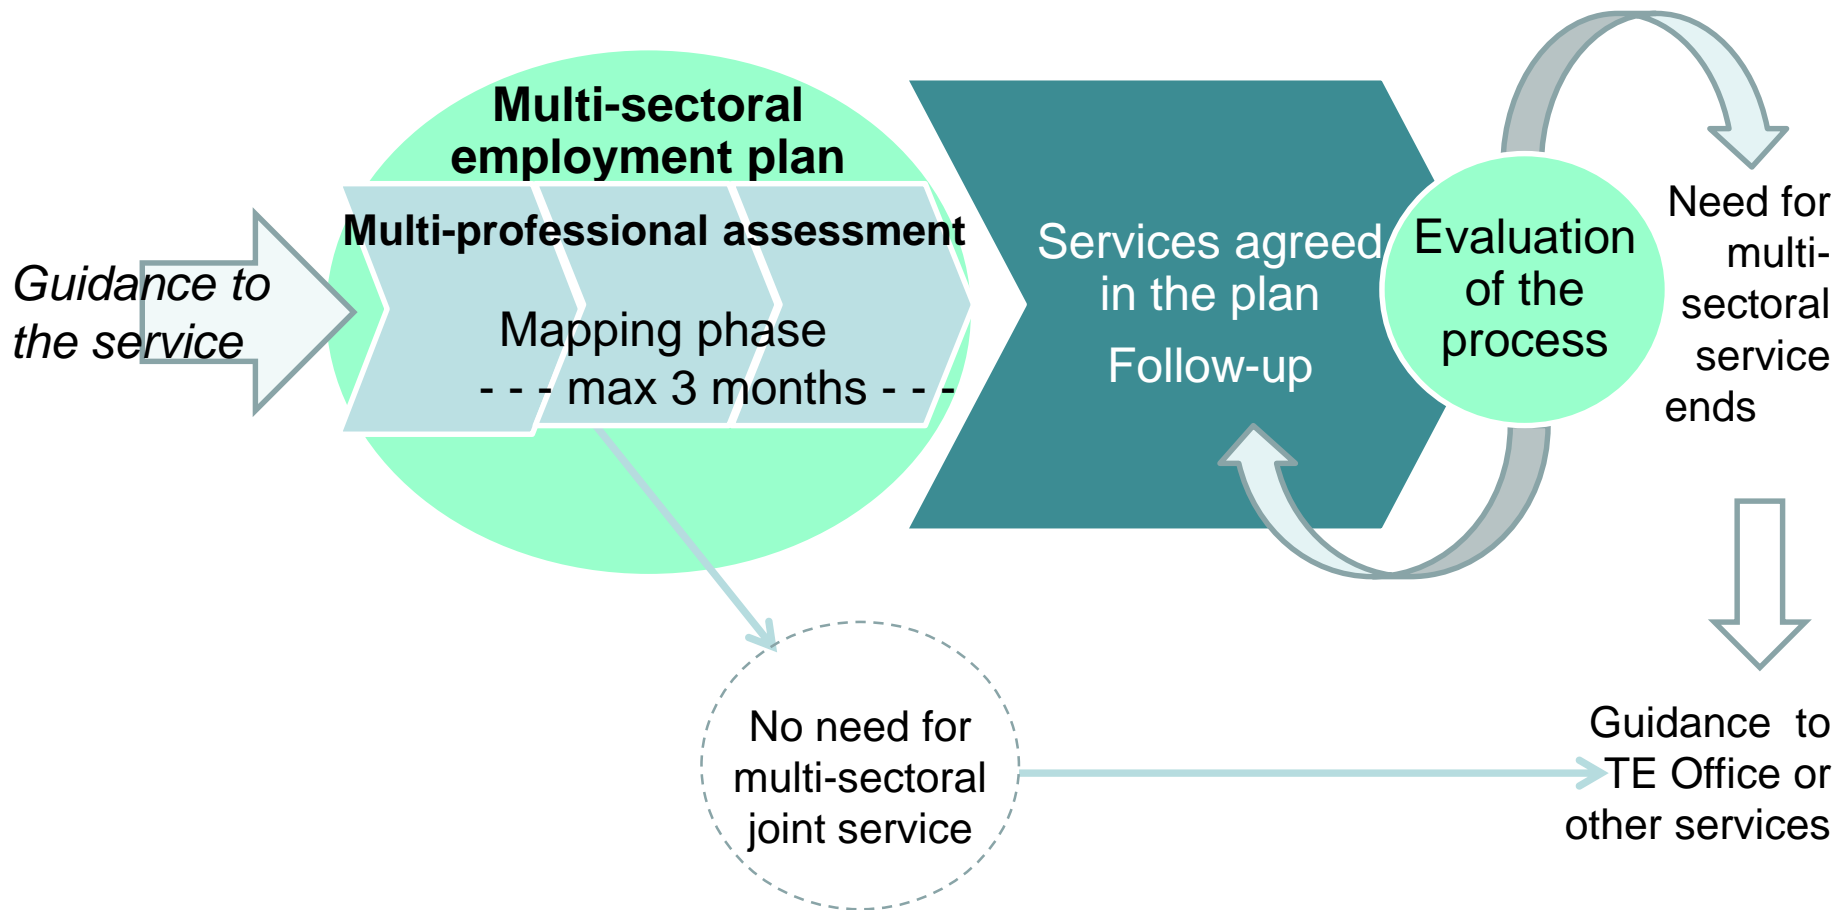 Multi-sectoral
employment plan
Multi-professional assessment
Guidance to
the service
Mapping phase
- - - max 3 months - - -
Services agreed
in the plan
Follow-up
Evaluation
of the
process
Need for
multi-
sectoral
service
ends
No need for
multi-sectoral
joint service
Guidance to
TE Office or
other services